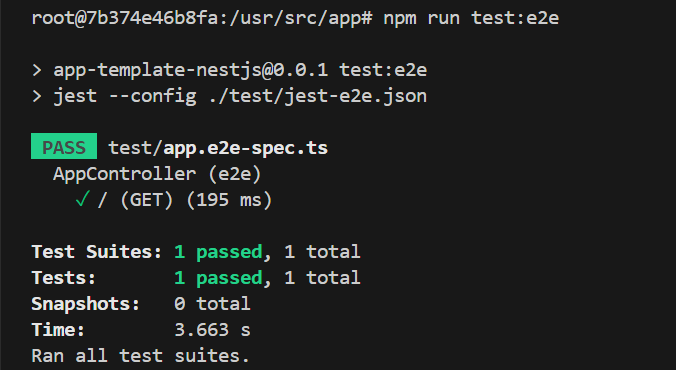 root@7b374e46b8fa:/usr/src/app# npm run test:e2e
> app-template-nestjs@0.0.1 test:e2e
> jest --config ./test/jest-e2e.json
PASS test/app.e2e-spec.ts
AppController (e2e)
✓ / (GET) (195 ms)
Test Suites: 1 passed, 1 total
Tests: 1 passed, 1 total
Snapshots: 0 total
Time: 3.663 s
Ran all test suites.